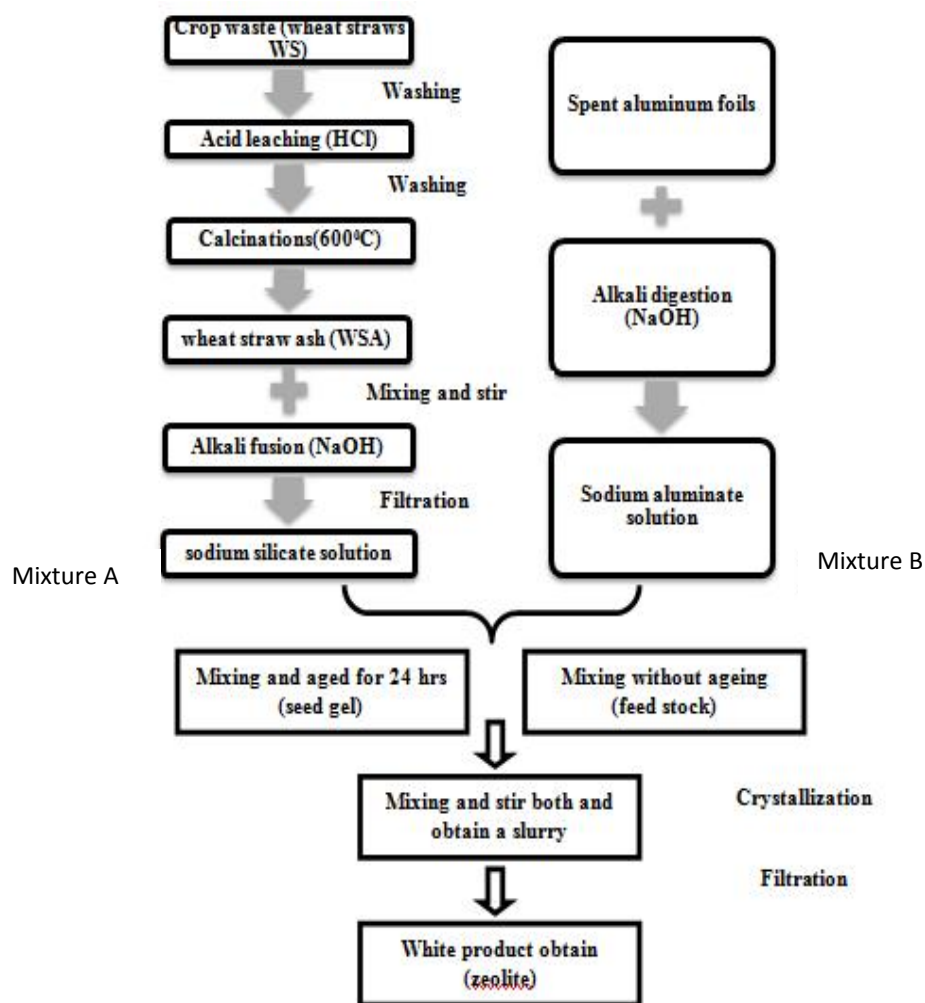 Crop waste (wheat straws
WS)
Washing
Acid leaching (HCl)
Washing
Calcinations(600⁰C)
wheat straw ash (WSA)
Mixing and stir
Alkali fusion (NaOH)
Filtration
sodium silicate solution
Mixture A
Spent aluminum foils
Alkali digestion
(NaOH)
Sodium aluminate
solution
Mixture B
Mixing and aged for 24 hrs
(seed gel)
Mixing without ageing
(feed stock)
Mixing and stir both and
obtain a slurry
Crystallization
Filtration
White product obtain
(zeolite)